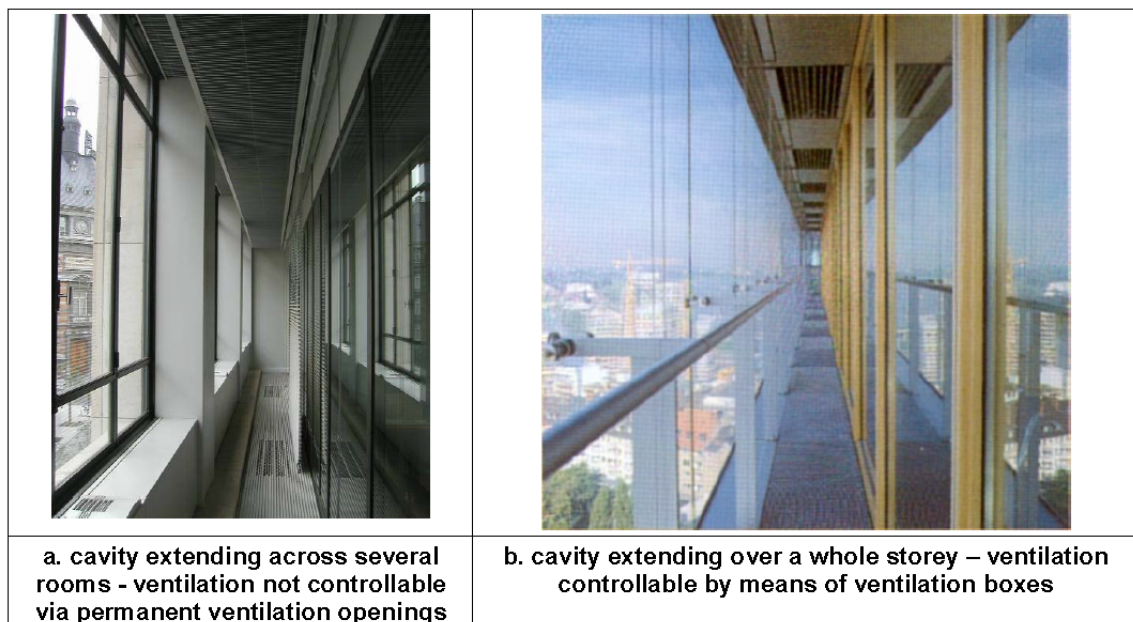 a. cavity extending across several
rooms - ventilation not controllable
via permanent ventilation openings
b. cavity extending over a whole storey – ventilation
controllable by means of ventilation boxes